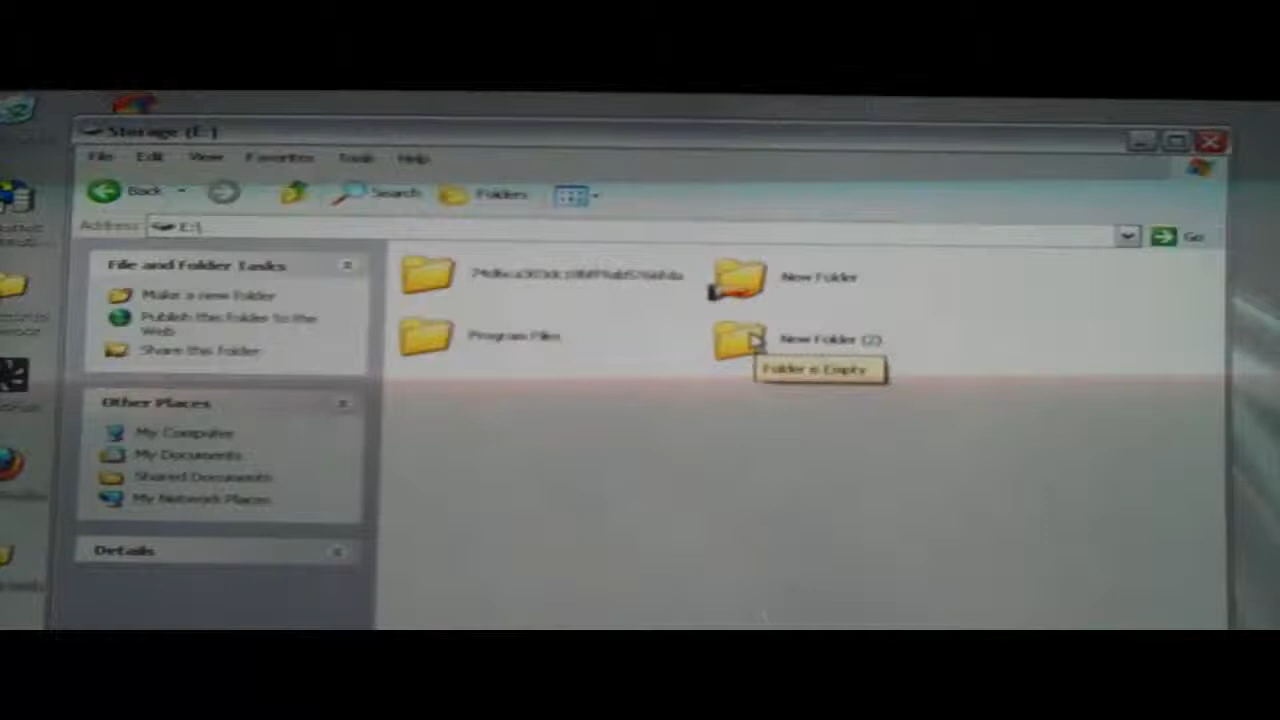 Storage (E:)
File Edit View Favorites Tools Help
Back Search Folders
Address E:\ Go
File and Folder Tasks
Make a new folder
Publish this folder to the
Web
Share this folder
New Folder
Program Files
New Folder (2)
Folder is Empty
Other Places
My Computer
My Documents
Shared Documents
My Network Places
Details